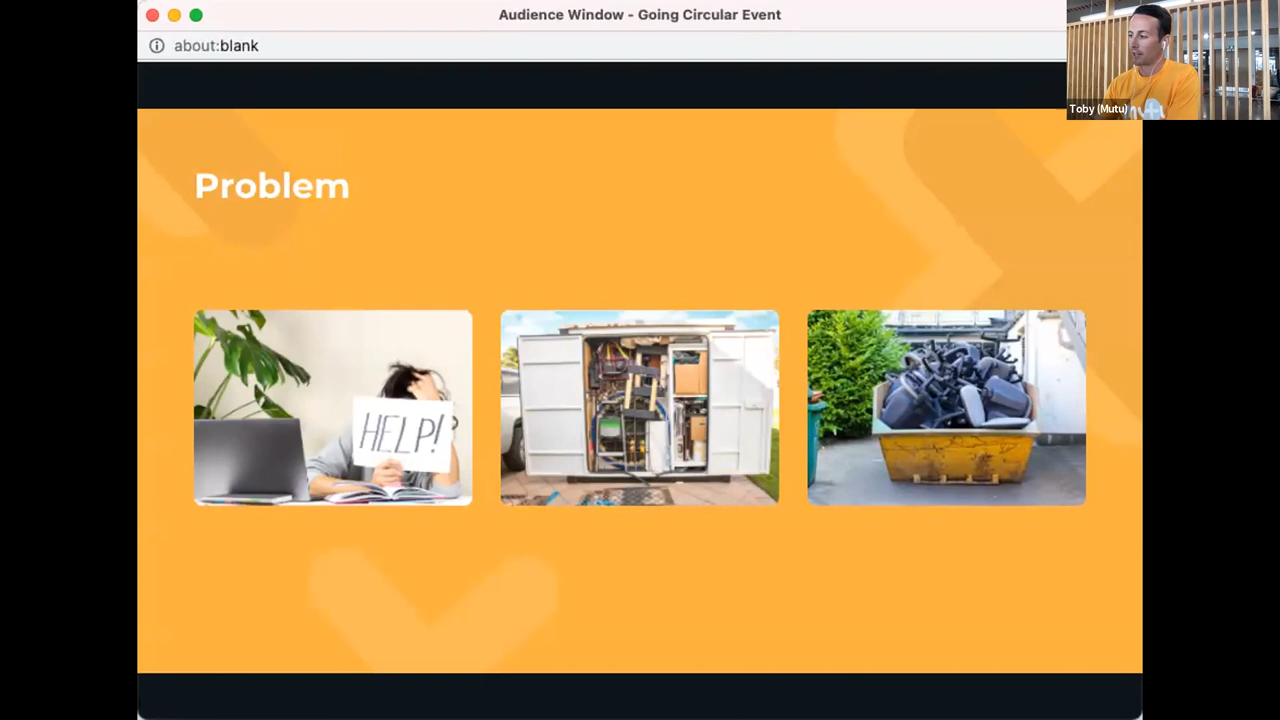 Audience Window - Going Circular Event
about:blank
Toby (Mutu)
Problem
HELP!